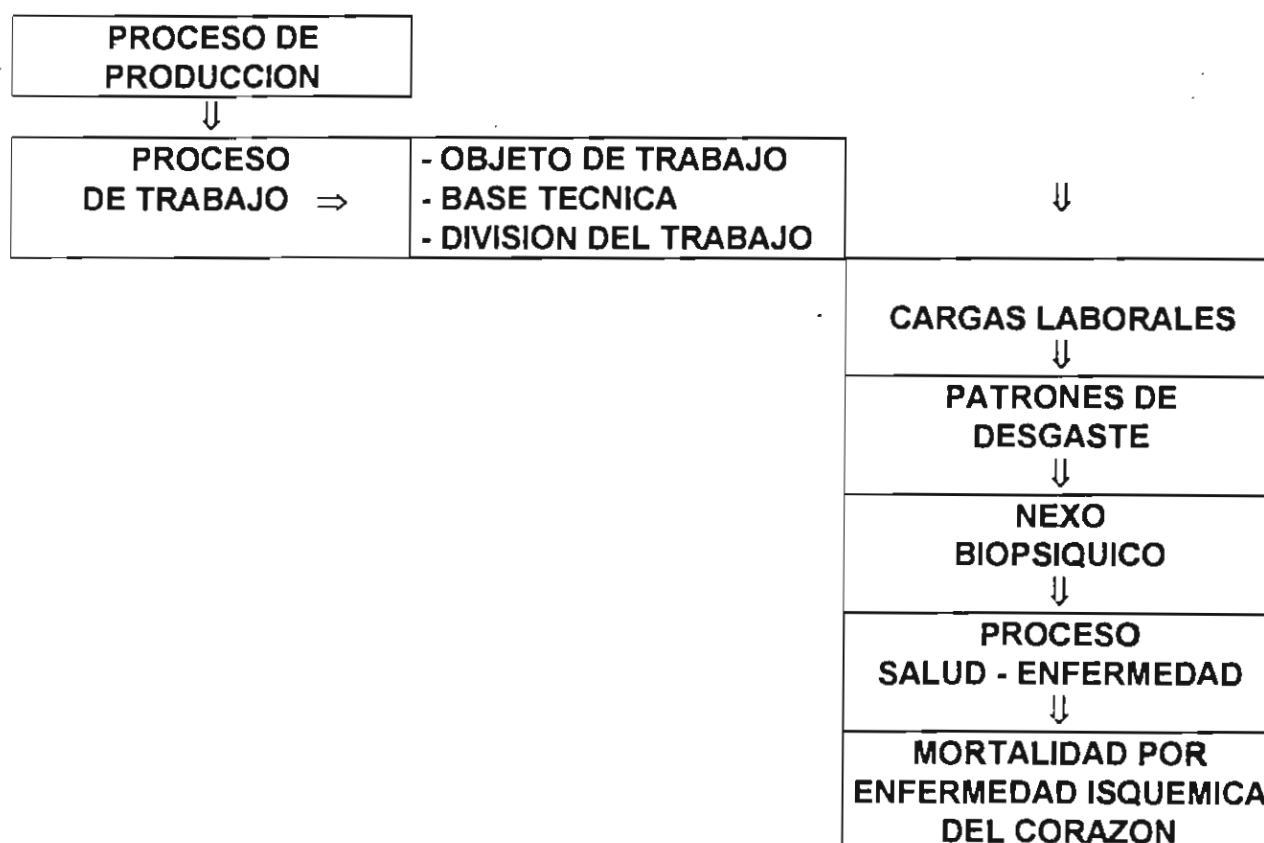 PROCESO DE
PRODUCCION
⇓
PROCESO
DE TRABAJO ⇒
- OBJETO DE TRABAJO
- BASE TECNICA
- DIVISION DEL TRABAJO
⇓
CARGAS LABORALES
⇓
PATRONES DE
DESGASTE
⇓
NEXO
BIOPSIQUICO
⇓
PROCESO
SALUD - ENFERMEDAD
⇓
MORTALIDAD POR
ENFERMEDAD ISQUEMICA
DEL CORAZON